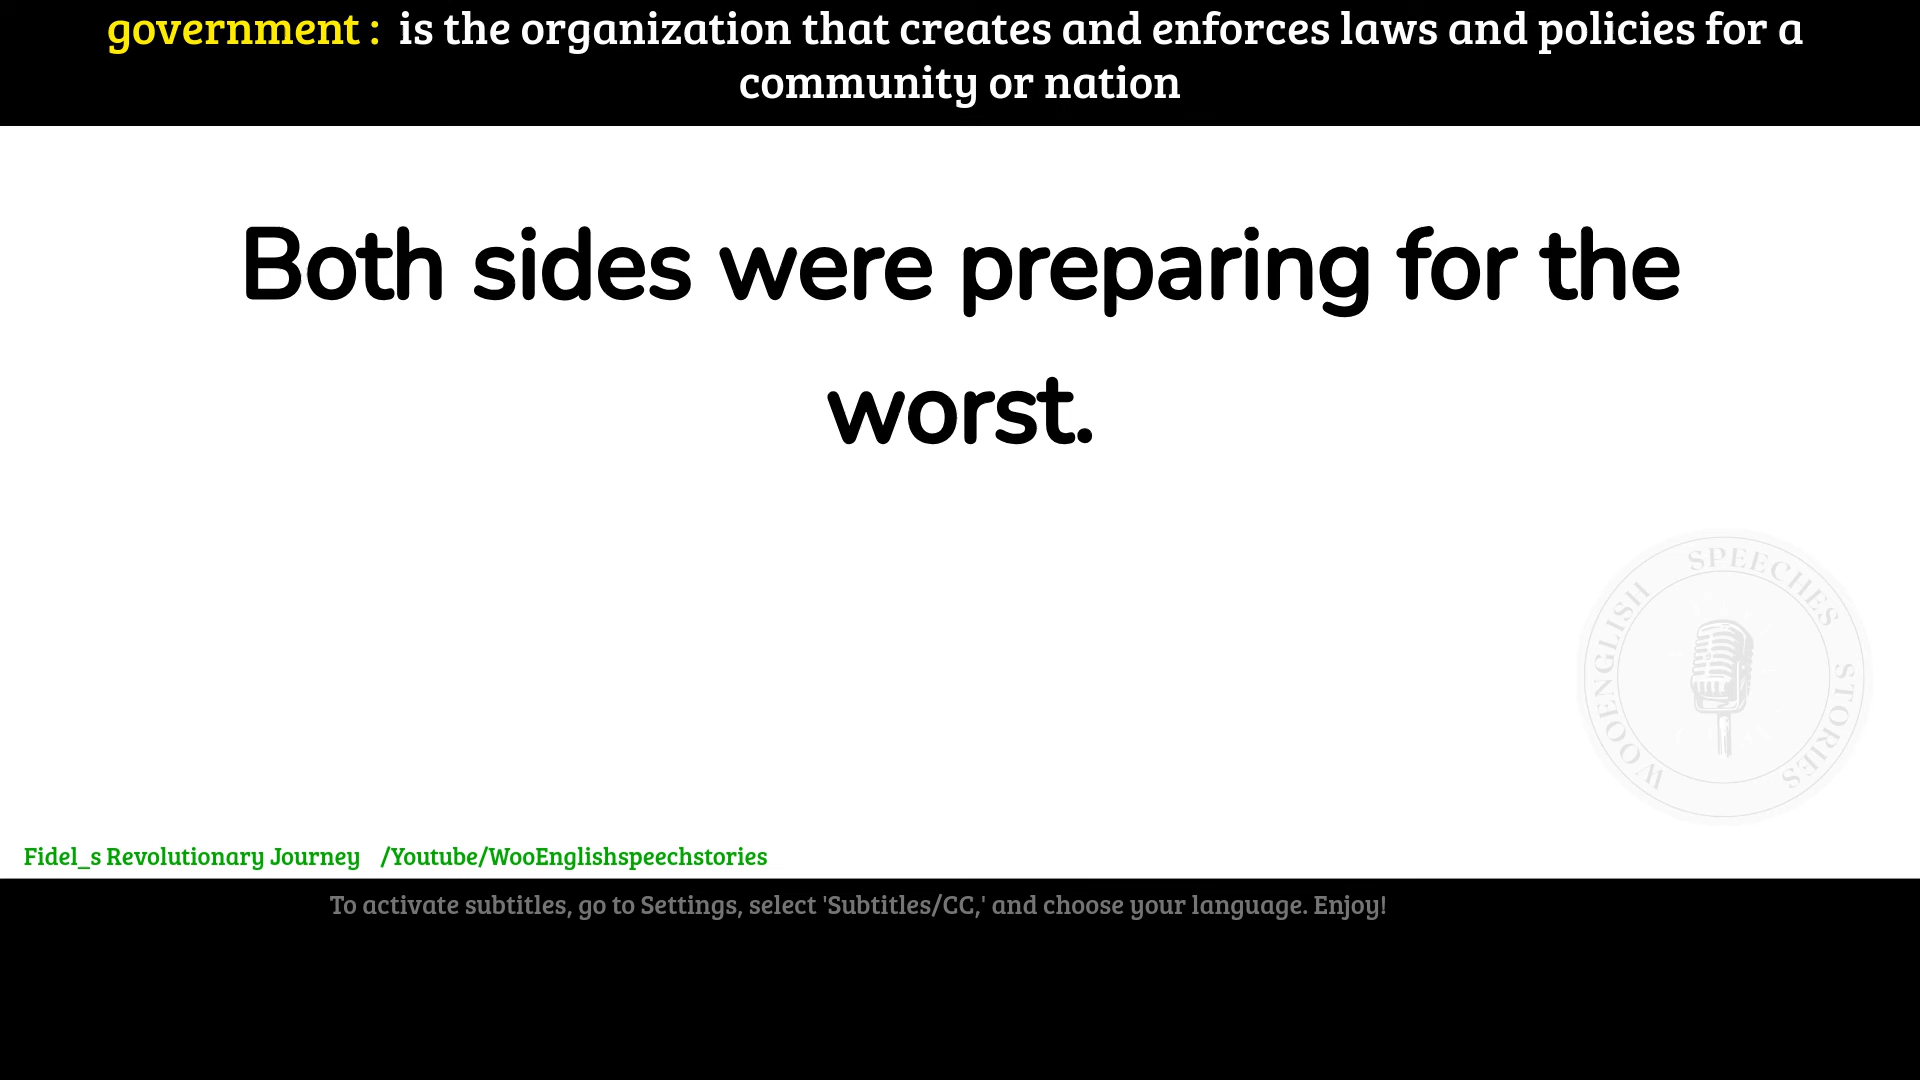 government :  is the organization that creates and enforces laws and policies for a
community or nation
Both sides were preparing for the
worst.
WOOENGLISH SPEECHES STORIES
Fidel_s Revolutionary Journey /Youtube/WooEnglishspeechstories
To activate subtitles, go to Settings, select 'Subtitles/CC,' and choose your language. Enjoy!